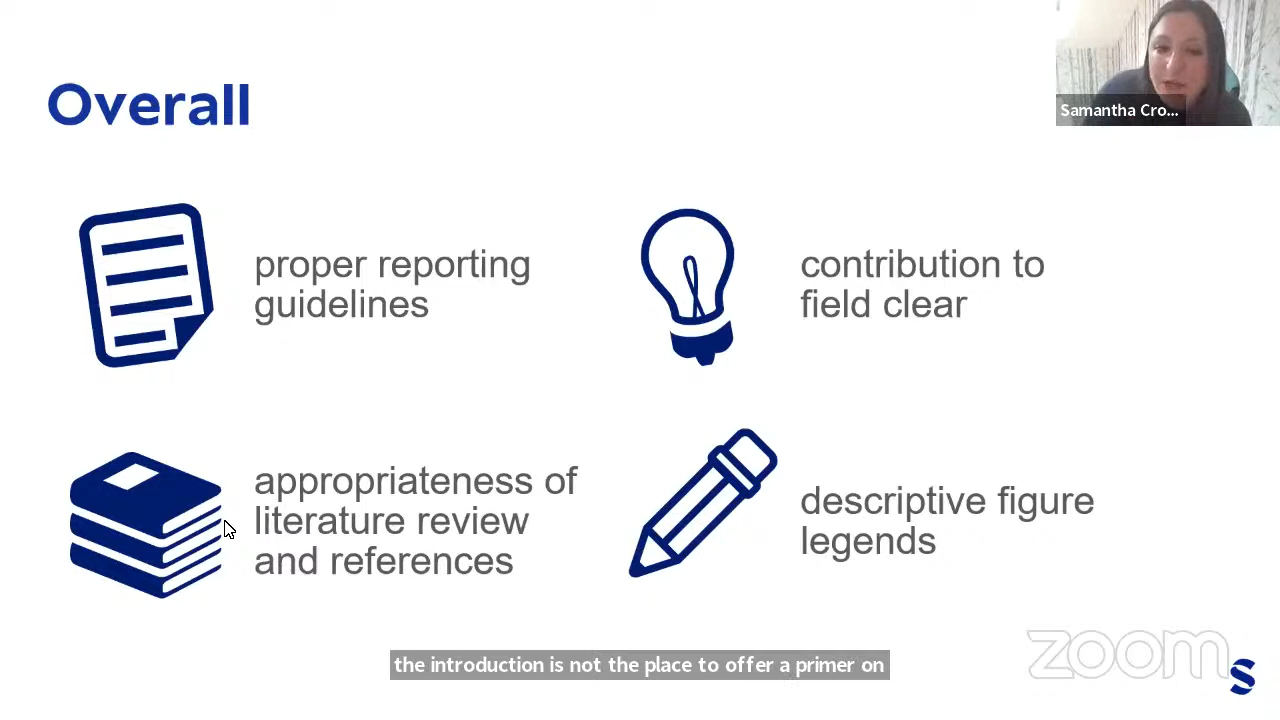 Overall
Samantha Cro...
proper reporting
guidelines
contribution to
field clear
appropriateness of
literature review
and references
descriptive figure
legends
the introduction is not the place to offer a primer on
zoom
S